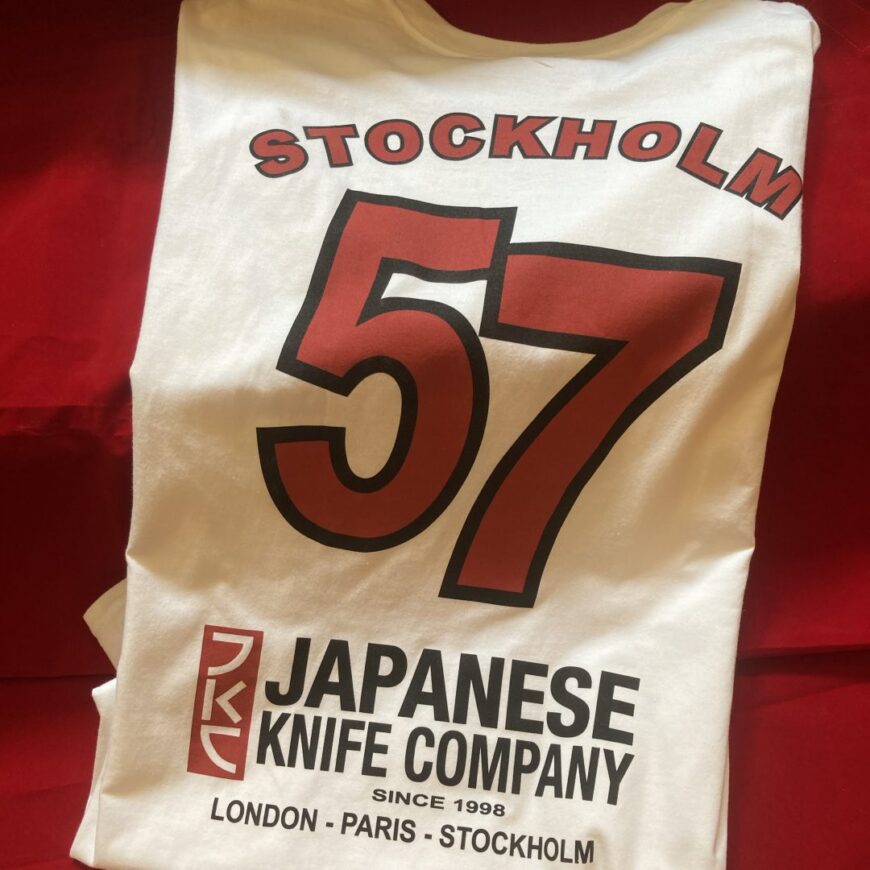 STOCKHOLM
57
JKC
JAPANESE
KNIFE COMPANY
SINCE 1998
LONDON - PARIS - STOCKHOLM